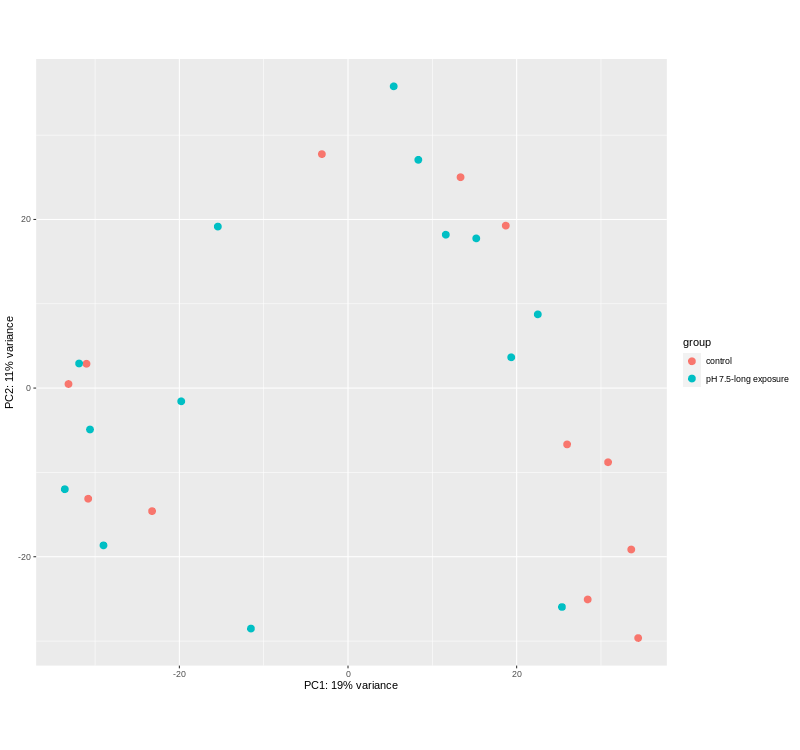 20
0
-20
PC2: 11% variance
-20
0
20
PC1: 19% variance
group
control
pH 7.5-long exposure